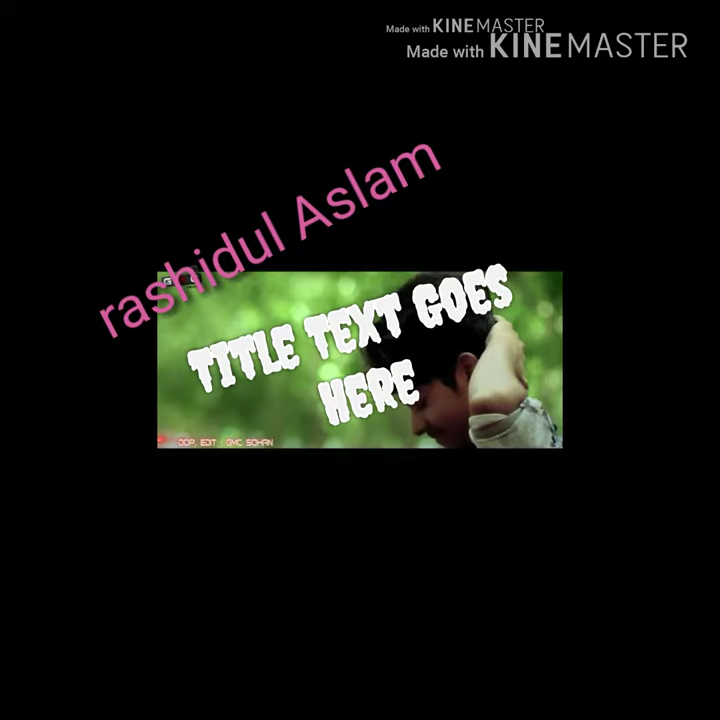 Made with KINEMASTER
Made with KINEMASTER
rashidul Aslam
TITLE TEXT GOES
HERE
DOP, EDIT : GMC SOHAN